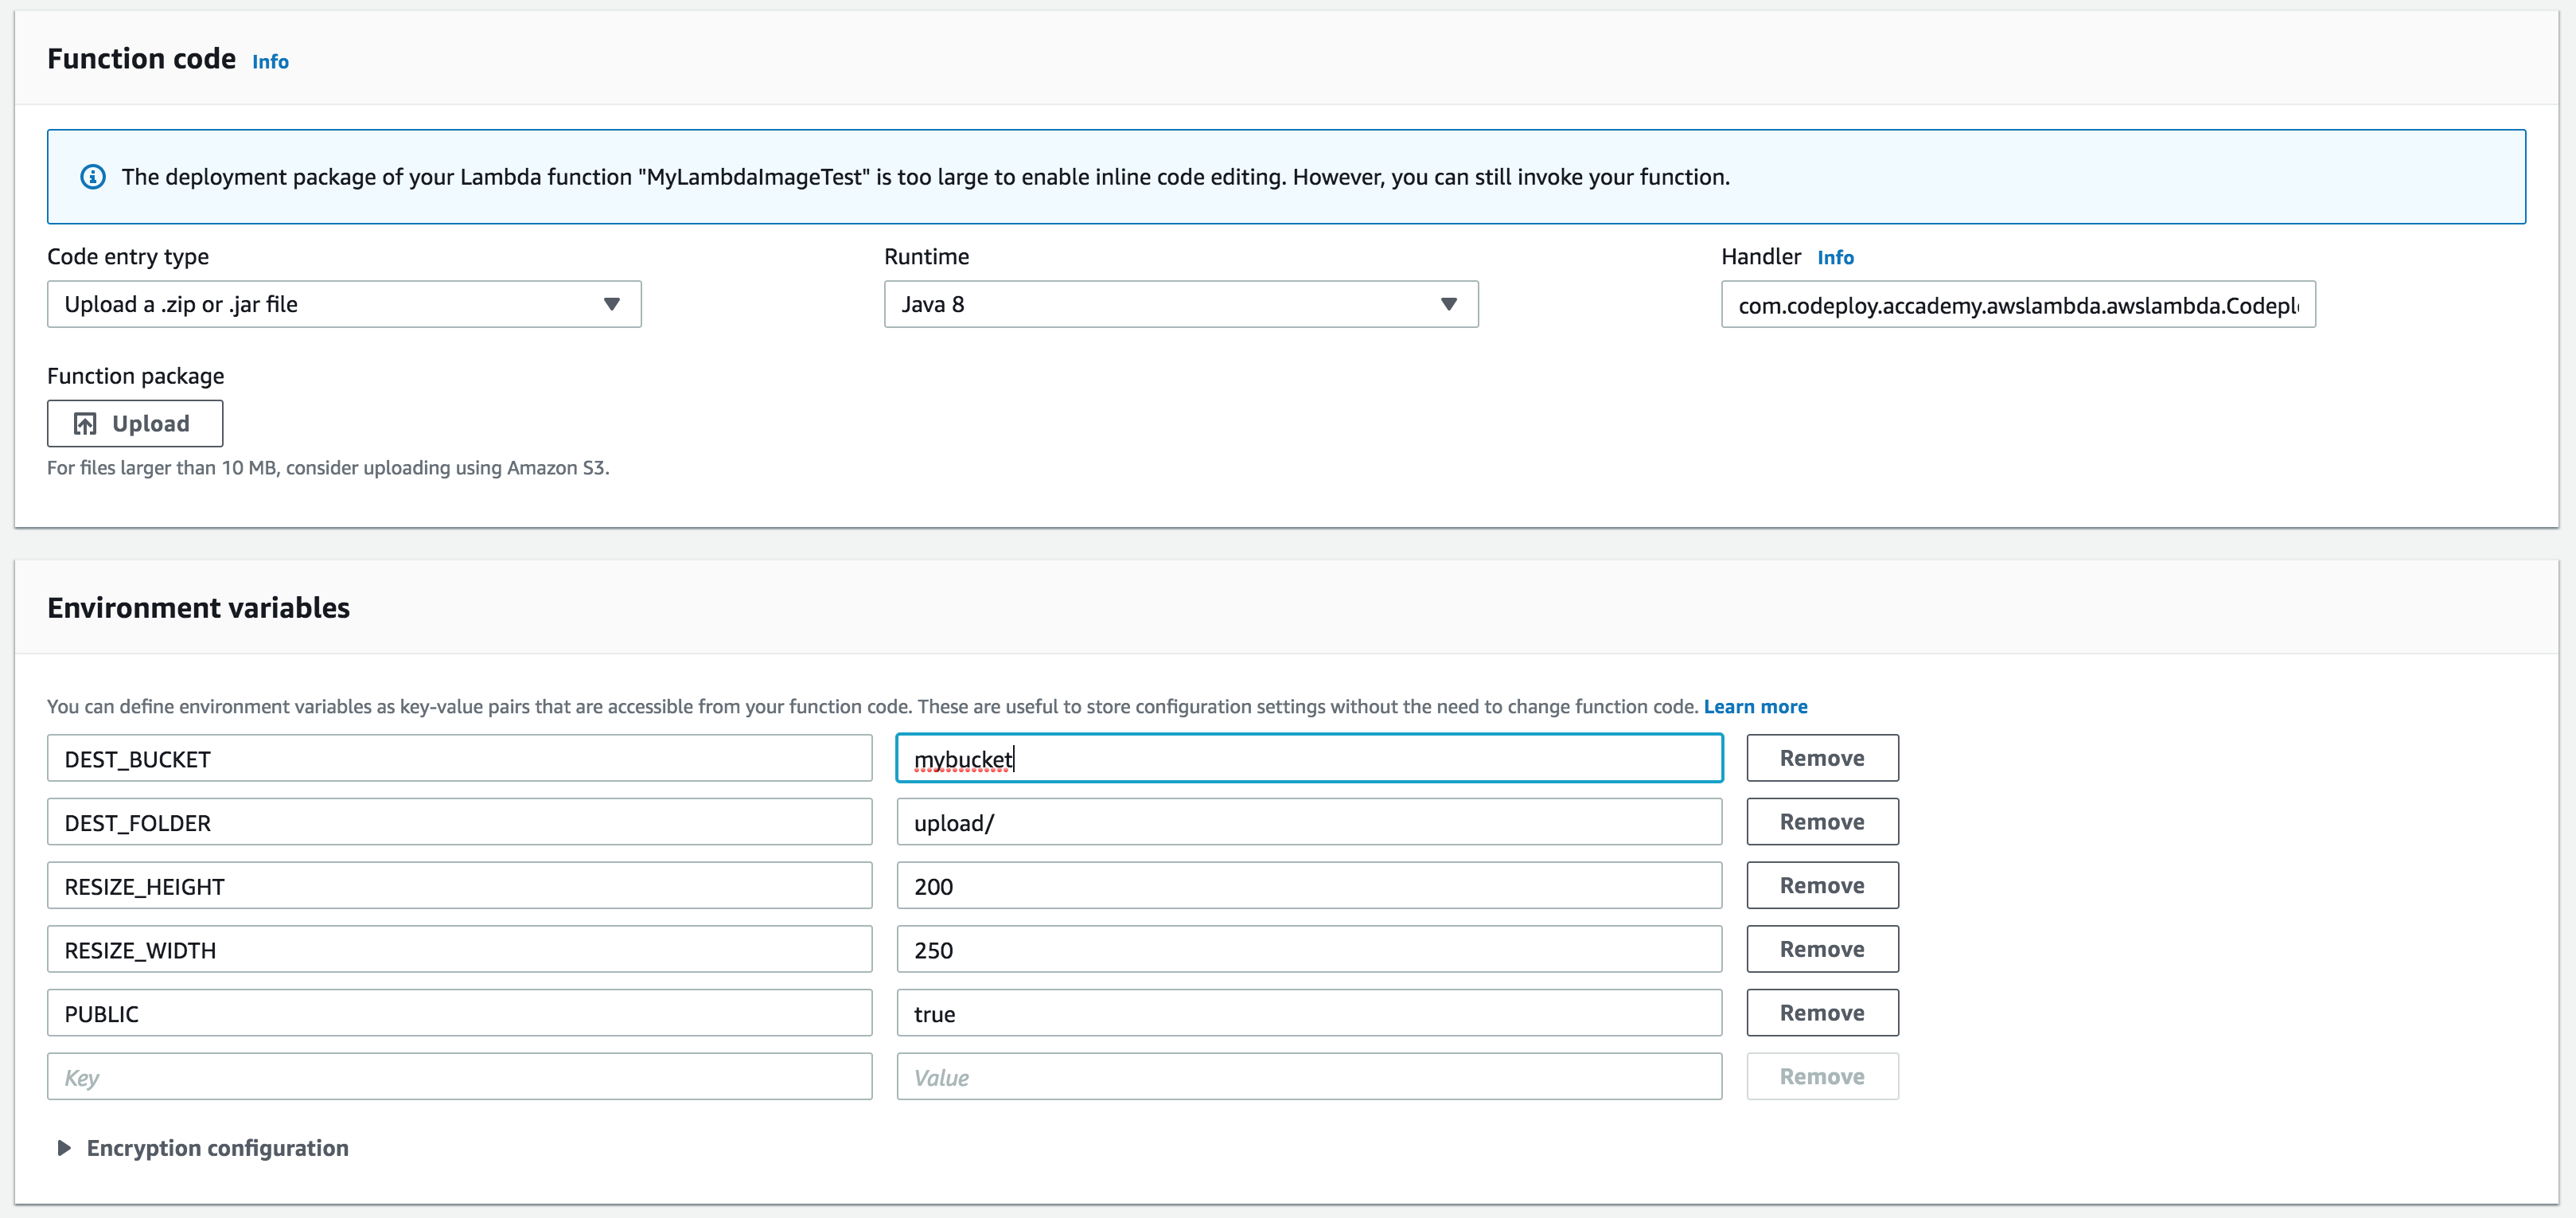 Function code Info
The deployment package of your Lambda function "MyLambdaImageTest" is too large to enable inline code editing. However, you can still invoke your function.
Code entry type
Runtime
Handler Info
Upload a .zip or .jar file
Java 8
com.codeploy.accademy.awslambda.awslambda.Codepl
Function package
Upload
For files larger than 10 MB, consider uploading using Amazon S3.
Environment variables
You can define environment variables as key-value pairs that are accessible from your function code. These are useful to store configuration settings without the need to change function code. Learn more
DEST_BUCKET mybucket Remove
DEST_FOLDER upload/ Remove
RESIZE_HEIGHT 200 Remove
RESIZE_WIDTH 250 Remove
PUBLIC true Remove
Key Value Remove
Encryption configuration